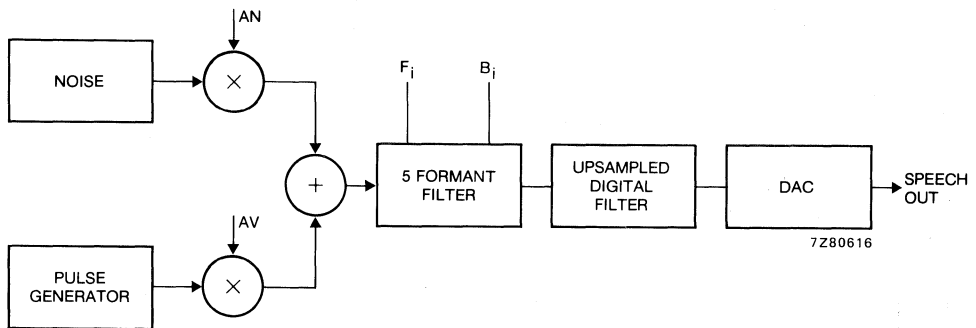 AN
NOISE
×
F_i
B_i
+
5 FORMANT
FILTER
UPSAMPLED
DIGITAL
FILTER
DAC
SPEECH
OUT
7Z80616
AV
PULSE
GENERATOR
×